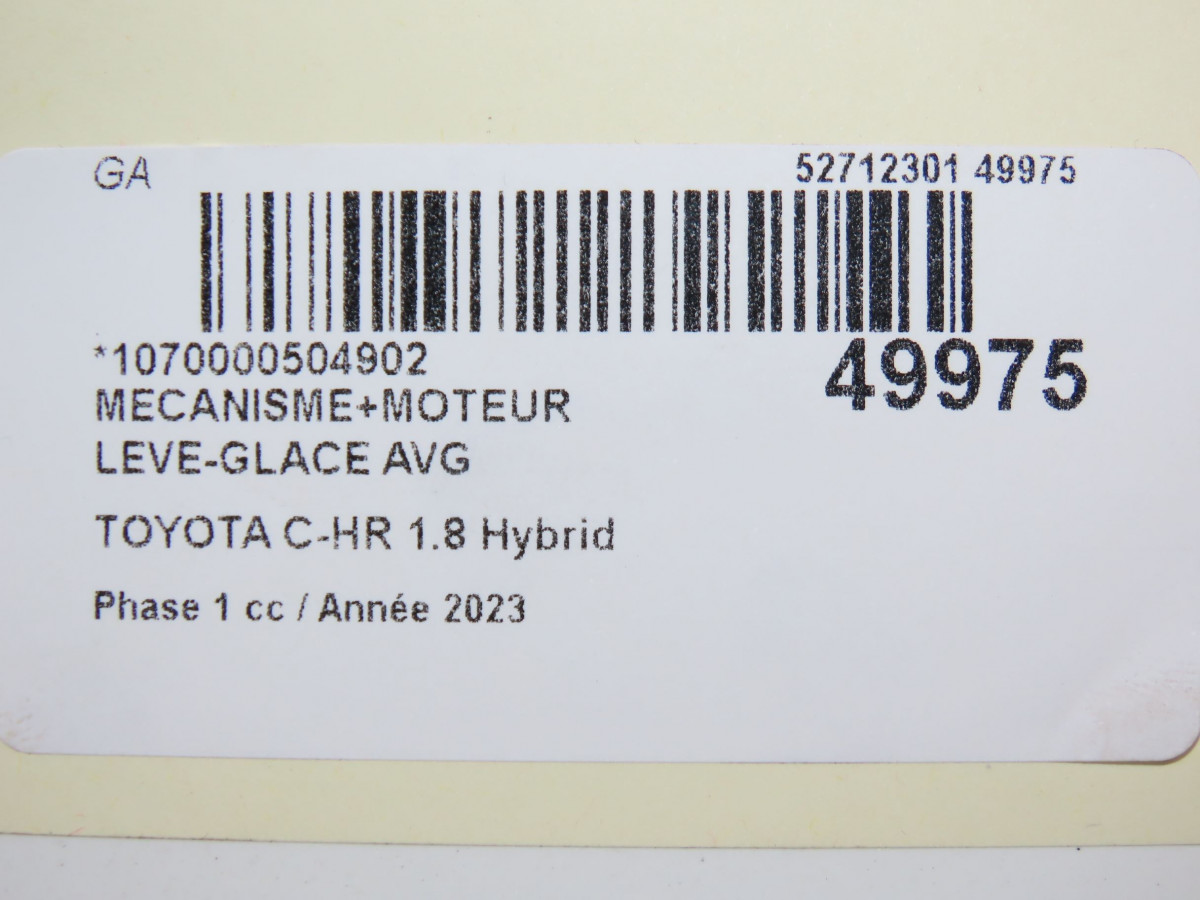 GA
52712301 49975
*1070000504902
49975
MECANISME+MOTEUR
LEVE-GLACE AVG
TOYOTA C-HR 1.8 Hybrid
Phase 1 cc / Année 2023